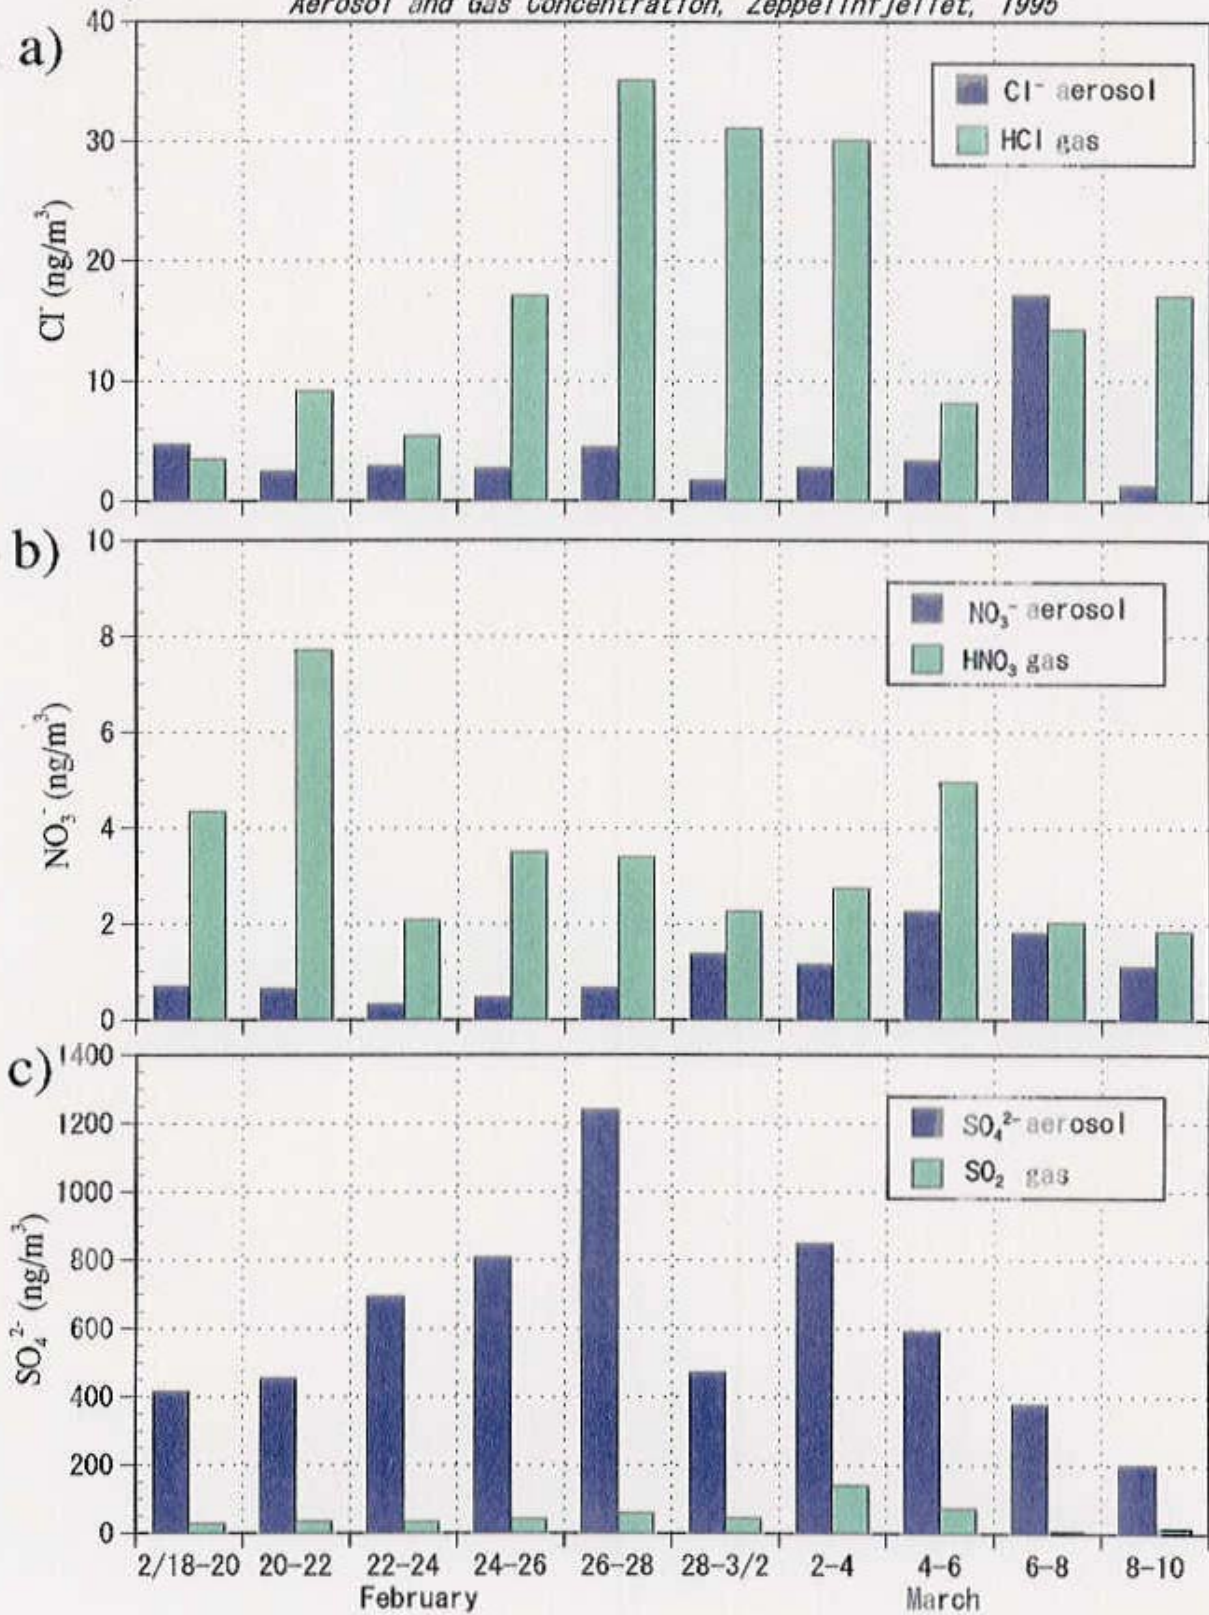 Aerosol and Gas Concentration, Zeppelinfjellet, 1995
a)
40
30
20
10
0
Cl⁻ (ng/m³)
Cl⁻ aerosol
HCl gas
b)
10
8
6
4
2
0
NO₃⁻ (ng/m³)
NO₃⁻ aerosol
HNO₃ gas
c)
1400
1200
1000
800
600
400
200
0
SO₄²⁻ (ng/m³)
SO₄²⁻ aerosol
SO₂ gas
2/18-20 20-22 22-24 24-26 26-28 28-3/2 2-4 4-6 6-8 8-10
February March